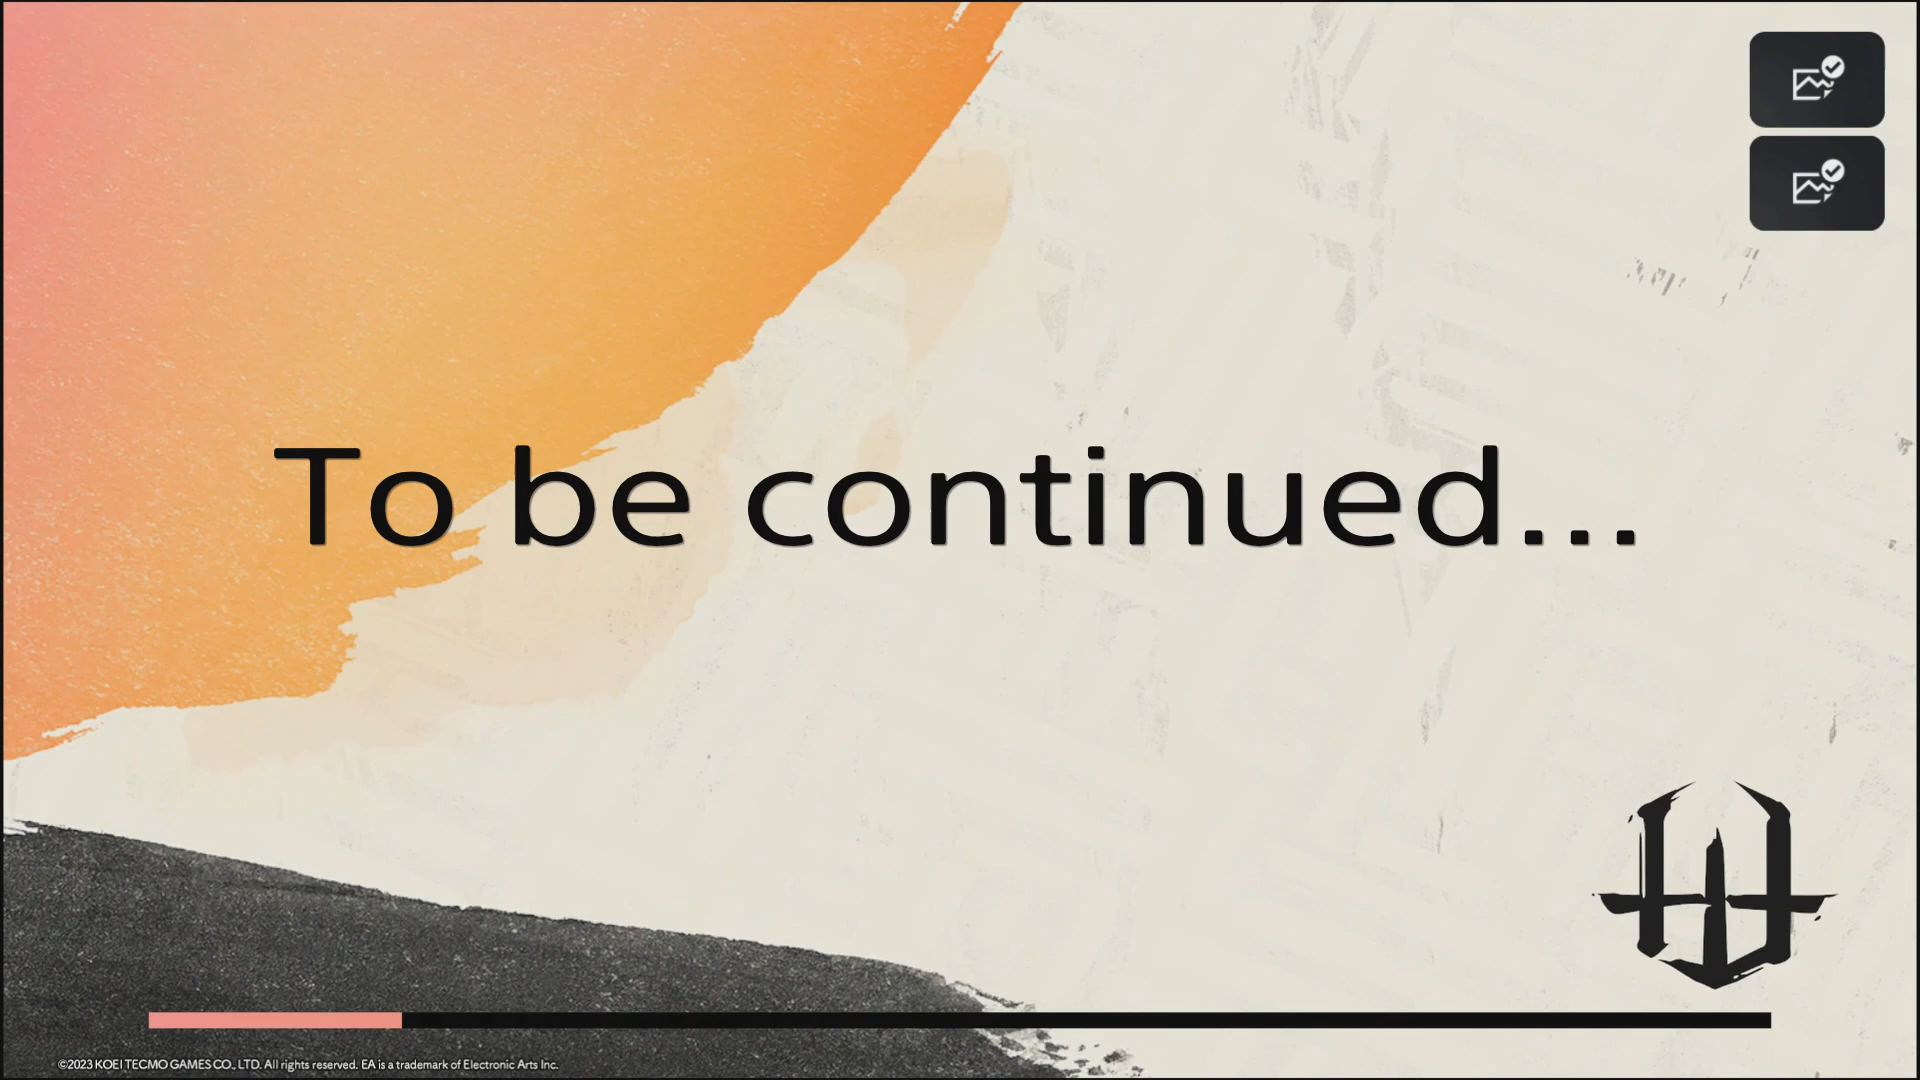 To be continued...
©2023 KOEI TECMO GAMES CO., LTD. All rights reserved. EA is a trademark of Electronic Arts Inc.